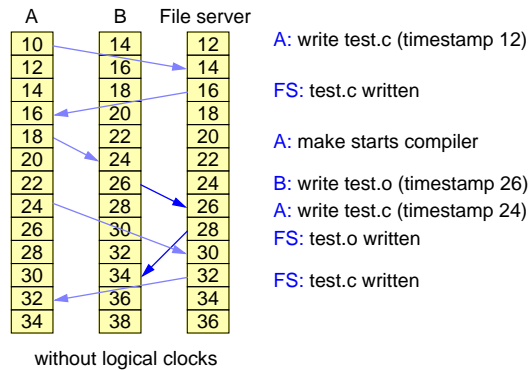 A B File server
10 14 12 A: write test.c (timestamp 12)
12 16 14
14 18 16 FS: test.c written
16 20 18
18 22 20 A: make starts compiler
20 24 22
22 26 24 B: write test.o (timestamp 26)
24 28 26 A: write test.c (timestamp 24)
26 30 28 FS: test.o written
28 32 30
30 34 32 FS: test.c written
32 36 34
34 38 36
without logical clocks